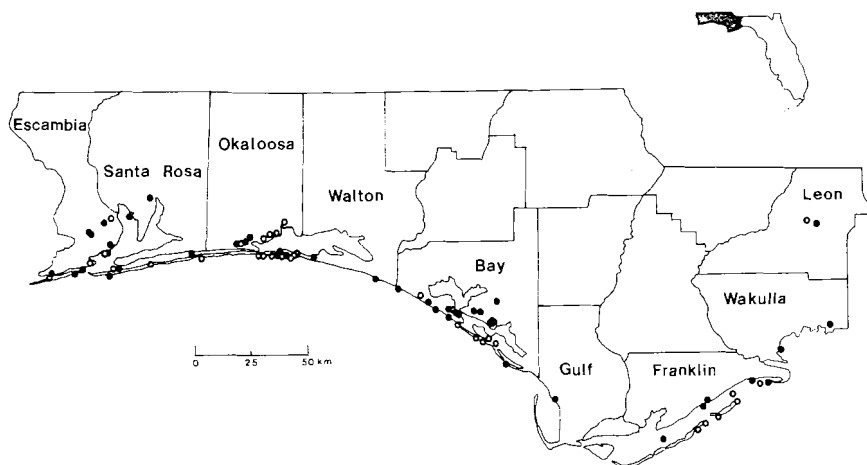 Escambia
Santa Rosa
Okaloosa
Walton
Bay
Gulf
Franklin
Leon
Wakulla
0 25 50 km